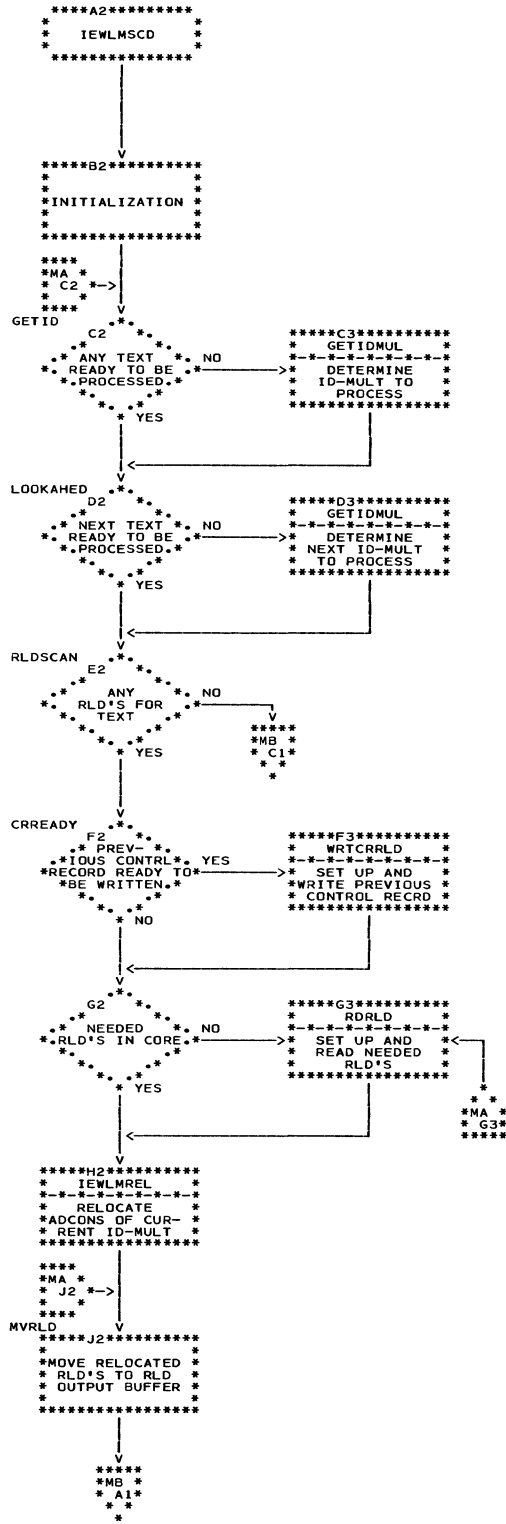 ****A2*********
* IEWLMSCD *
***************
*****B2**********
*INITIALIZATION *
*****************
****
*MA *
* C2 *->
* *
****
GETID
C2
ANY TEXT
READY TO BE
PROCESSED
NO
YES
*****C3**********
* GETIDMUL *
*-*-*-*-*-*-*-*-*
* DETERMINE *
* ID-MULT TO *
* PROCESS *
*****************
LOOKAHED
D2
NEXT TEXT
READY TO BE
PROCESSED
NO
YES
*****D3**********
* GETIDMUL *
*-*-*-*-*-*-*-*-*
* DETERMINE *
* NEXT ID-MULT *
* TO PROCESS *
*****************
RLDSCAN
E2
ANY
RLD'S FOR
TEXT
NO
YES
*****
*MB *
* C1*
* *
*
CRREADY
F2
PREV-
IOUS CONTRL
RECORD READY TO
BE WRITTEN
YES
NO
*****F3**********
* WRTCRRLD *
*-*-*-*-*-*-*-*-*
* SET UP AND *
*WRITE PREVIOUS *
* CONTROL RECRD *
*****************
G2
NEEDED
RLD'S IN CORE
NO
YES
*****G3**********
* RDRLD *
*-*-*-*-*-*-*-*-*
* SET UP AND *
* READ NEEDED *
* RLD'S *
*****************
*
* *
*MA *
* G3*
*****
*****H2**********
* IEWLMREL *
*-*-*-*-*-*-*-*-*
* RELOCATE *
*ADCONS OF CUR- *
* RENT ID-MULT *
*****************
****
*MA *
* J2 *->
* *
****
MVRLD
*****J2**********
*MOVE RELOCATED *
* RLD'S TO RLD *
* OUTPUT BUFFER *
*****************
*****
*MB *
* A1*
* *
*